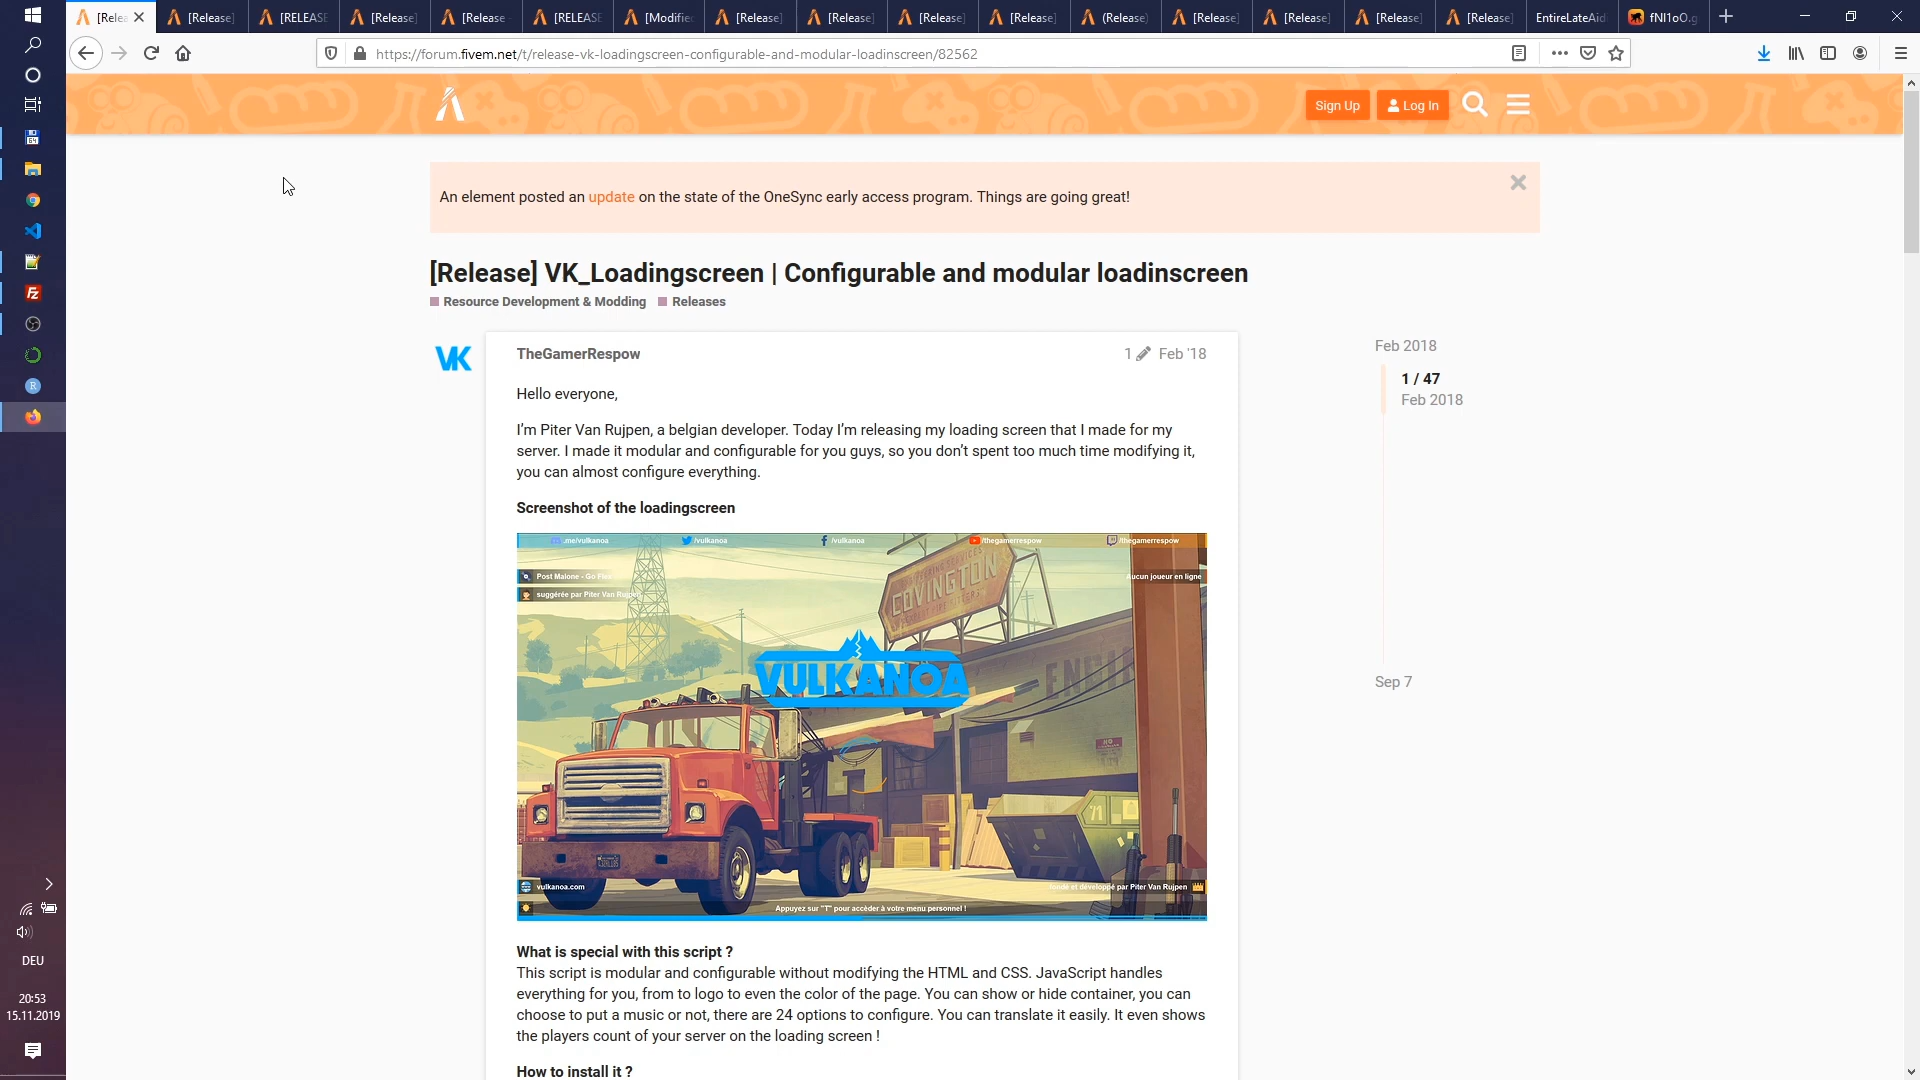 [Relea
[Release]
[RELEASE
[Release]
[Release -
[RELEASE
[Modified
[Release]
[Release]
[Release]
[Release]
(Release)
[Release]
[Release]
[Release]
[Release]
EntireLateAid
fNI1oO.g
https://forum.fivem.net/t/release-vk-loadingscreen-configurable-and-modular-loadinscreen/82562
Sign Up
Log In
An element posted an update on the state of the OneSync early access program. Things are going great!
[Release] VK_Loadingscreen | Configurable and modular loadinscreen
Resource Development & Modding Releases
VK
TheGamerRespow
1 Feb '18
Hello everyone,
I'm Piter Van Rujpen, a belgian developer. Today I'm releasing my loading screen that I made for my
server. I made it modular and configurable for you guys, so you don't spent too much time modifying it,
you can almost configure everything.
Screenshot of the loadingscreen
.me/vulkanoa
/vulkanoa
/vulkanoa
/thegamerrespow
/thegamerrespow
Post Malone - Go Flex
Aucun joueur en ligne
suggérée par Piter Van Rujpen
COVINGTON
VULKANOA
71
vulkanoa.com
fondé et développé par Piter Van Rujpen
Appuyez sur "T" pour accèder à votre menu personnel !
What is special with this script ?
This script is modular and configurable without modifying the HTML and CSS. JavaScript handles
everything for you, from to logo to even the color of the page. You can show or hide container, you can
choose to put a music or not, there are 24 options to configure. You can translate it easily. It even shows
the players count of your server on the loading screen !
How to install it ?
Feb 2018
1 / 47
Feb 2018
Sep 7
DEU
20:53
15.11.2019